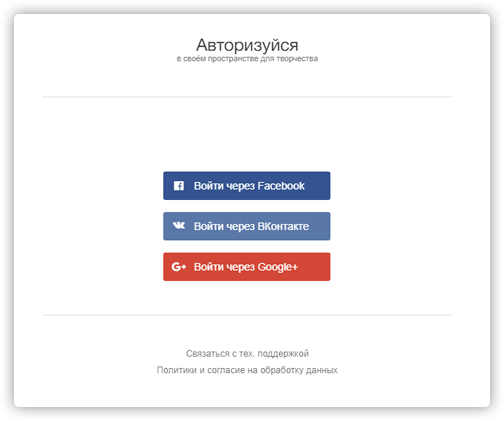 Авторизуйся
в своём пространстве для творчества
Войти через Facebook
Войти через ВКонтакте
Войти через Google+
Связаться с тех. поддержкой
Политики и согласие на обработку данных